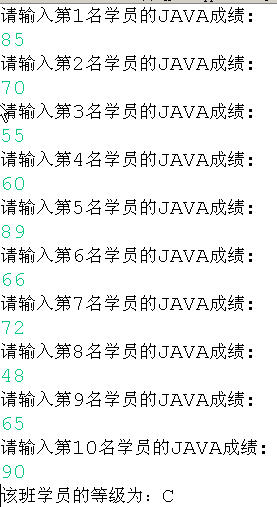 请输入第1名学员的JAVA成绩：
85
请输入第2名学员的JAVA成绩：
70
请输入第3名学员的JAVA成绩：
55
请输入第4名学员的JAVA成绩：
60
请输入第5名学员的JAVA成绩：
89
请输入第6名学员的JAVA成绩：
66
请输入第7名学员的JAVA成绩：
72
请输入第8名学员的JAVA成绩：
48
请输入第9名学员的JAVA成绩：
65
请输入第10名学员的JAVA成绩：
90
该班学员的等级为：C